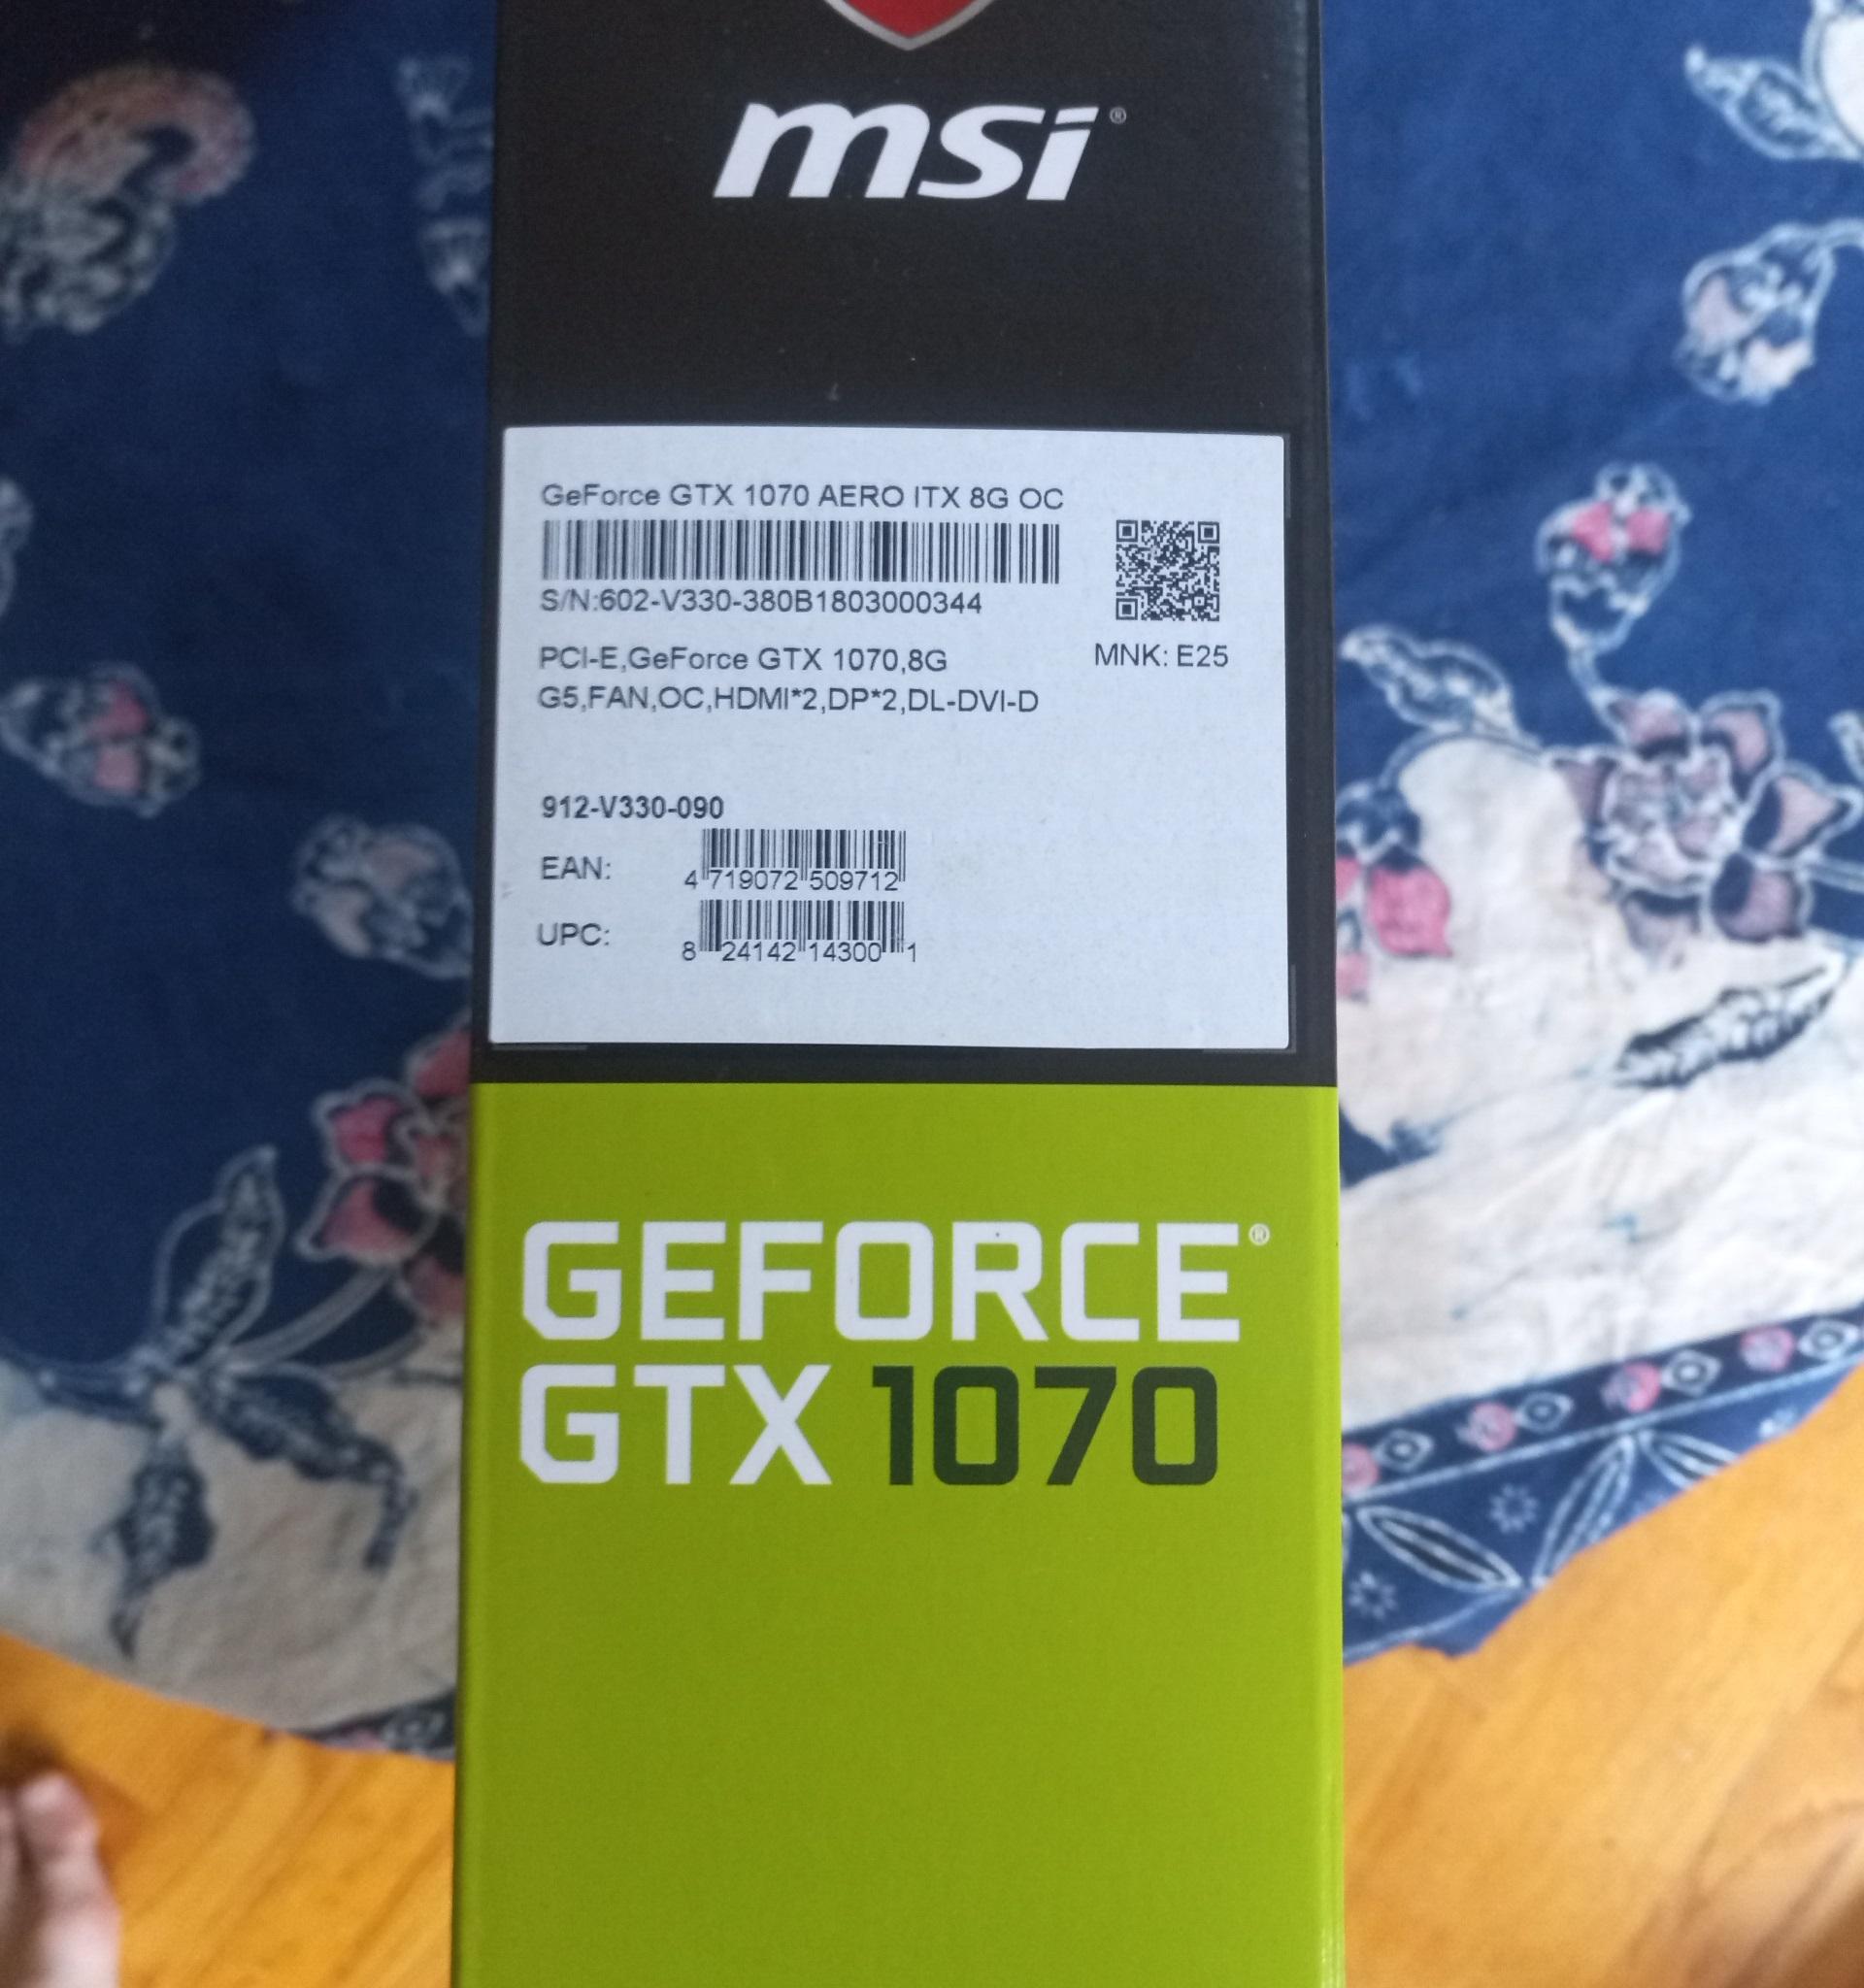 msi®
GeForce GTX 1070 AERO ITX 8G OC
S/N:602-V330-380B1803000344
MNK: E25
PCI-E,GeForce GTX 1070,8G
G5,FAN,OC,HDMI*2,DP*2,DL-DVI-D
912-V330-090
EAN: 4 719072 509712
UPC: 8 24142 14300 1
GEFORCE®
GTX 1070